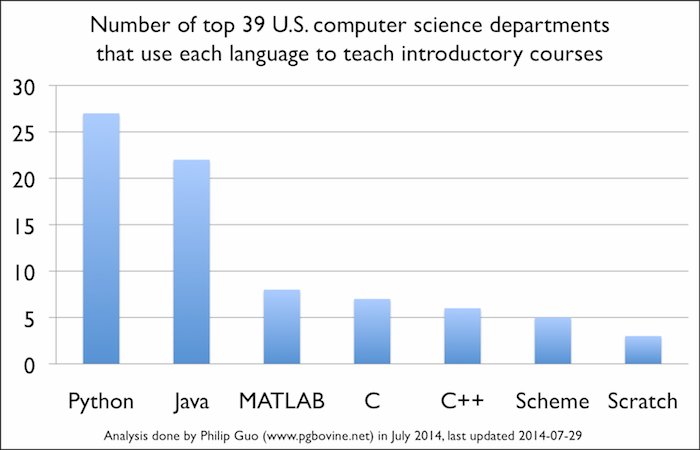 Number of top 39 U.S. computer science departments
that use each language to teach introductory courses
30
25
20
15
10
5
0
Python Java MATLAB C C++ Scheme Scratch
Analysis done by Philip Guo (www.pgbovine.net) in July 2014, last updated 2014-07-29